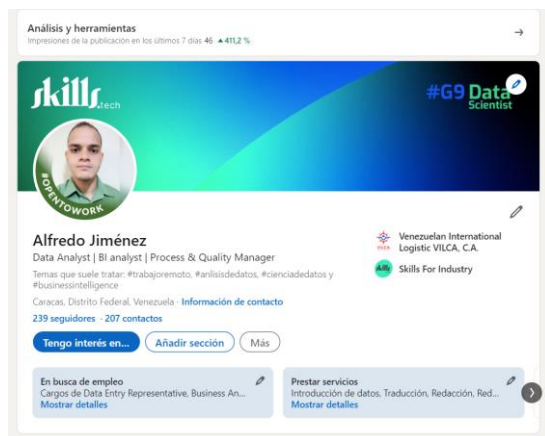 Análisis y herramientas
Impresiones de la publicación en los últimos 7 días 46 ▲ 411,2 %
skills.tech
#G9 Data
Scientist
#OPENTOWORK
Alfredo Jiménez
Data Analyst | BI analyst | Process & Quality Manager
Temas que suele tratar: #trabajoremoto, #anlisisdedatos, #cienciadedatos y
#businessintelligence
Caracas, Distrito Federal, Venezuela · Información de contacto
239 seguidores · 207 contactos
Venezuelan International
Logistic VILCA, C.A.
Skills For Industry
Tengo interés en...
Añadir sección
Más
En busca de empleo
Cargos de Data Entry Representative, Business An...
Mostrar detalles
Prestar servicios
Introducción de datos, Traducción, Redacción, Red...
Mostrar detalles